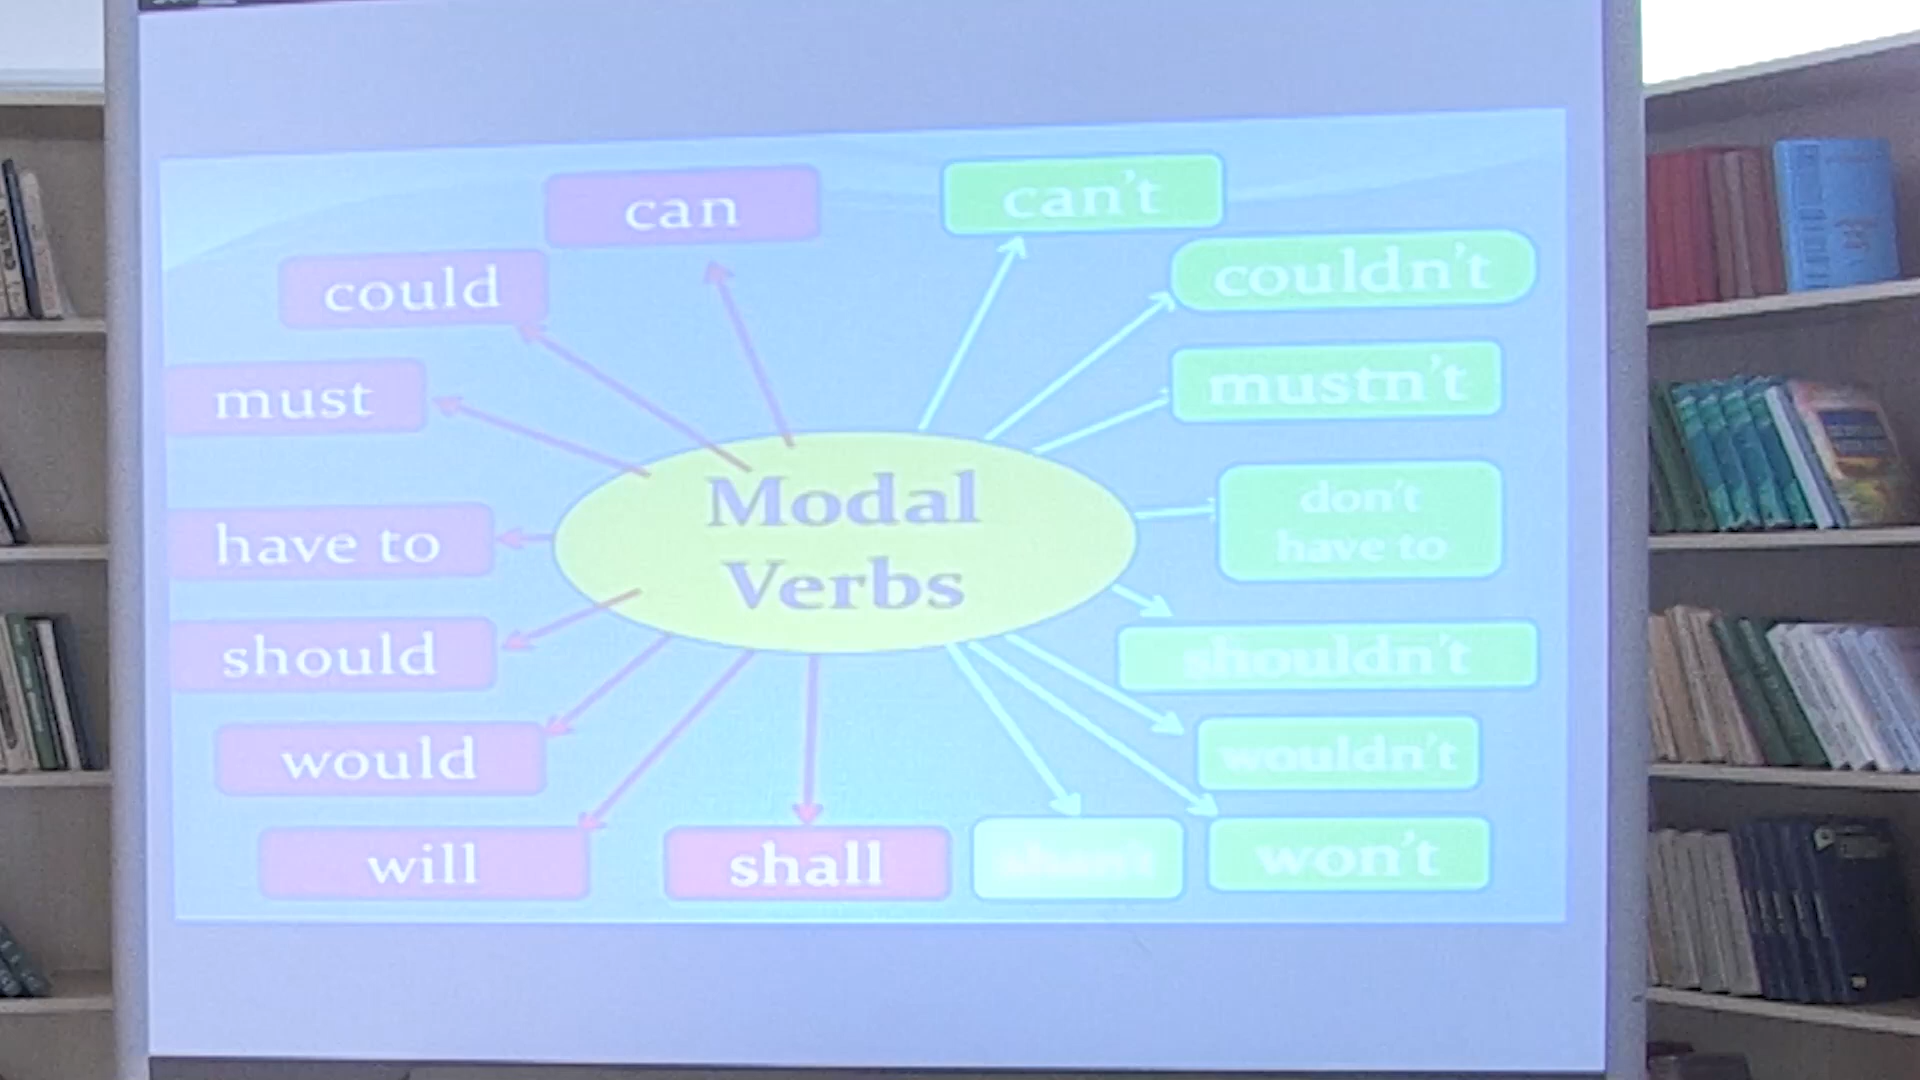 can
can't
could
couldn't
must
mustn't
Modal
Verbs
have to
don't
have to
should
shouldn't
would
wouldn't
will
shall
shan't
won't